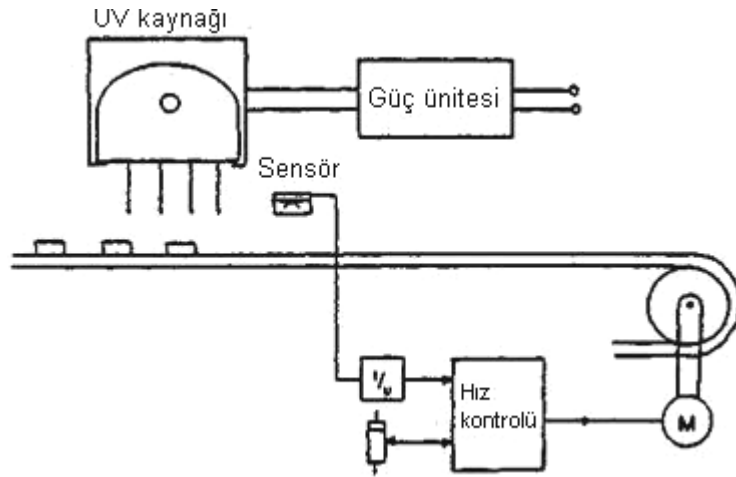 UV kaynağı
Güç ünitesi
Sensör
I/U
Hız
kontrolü
M